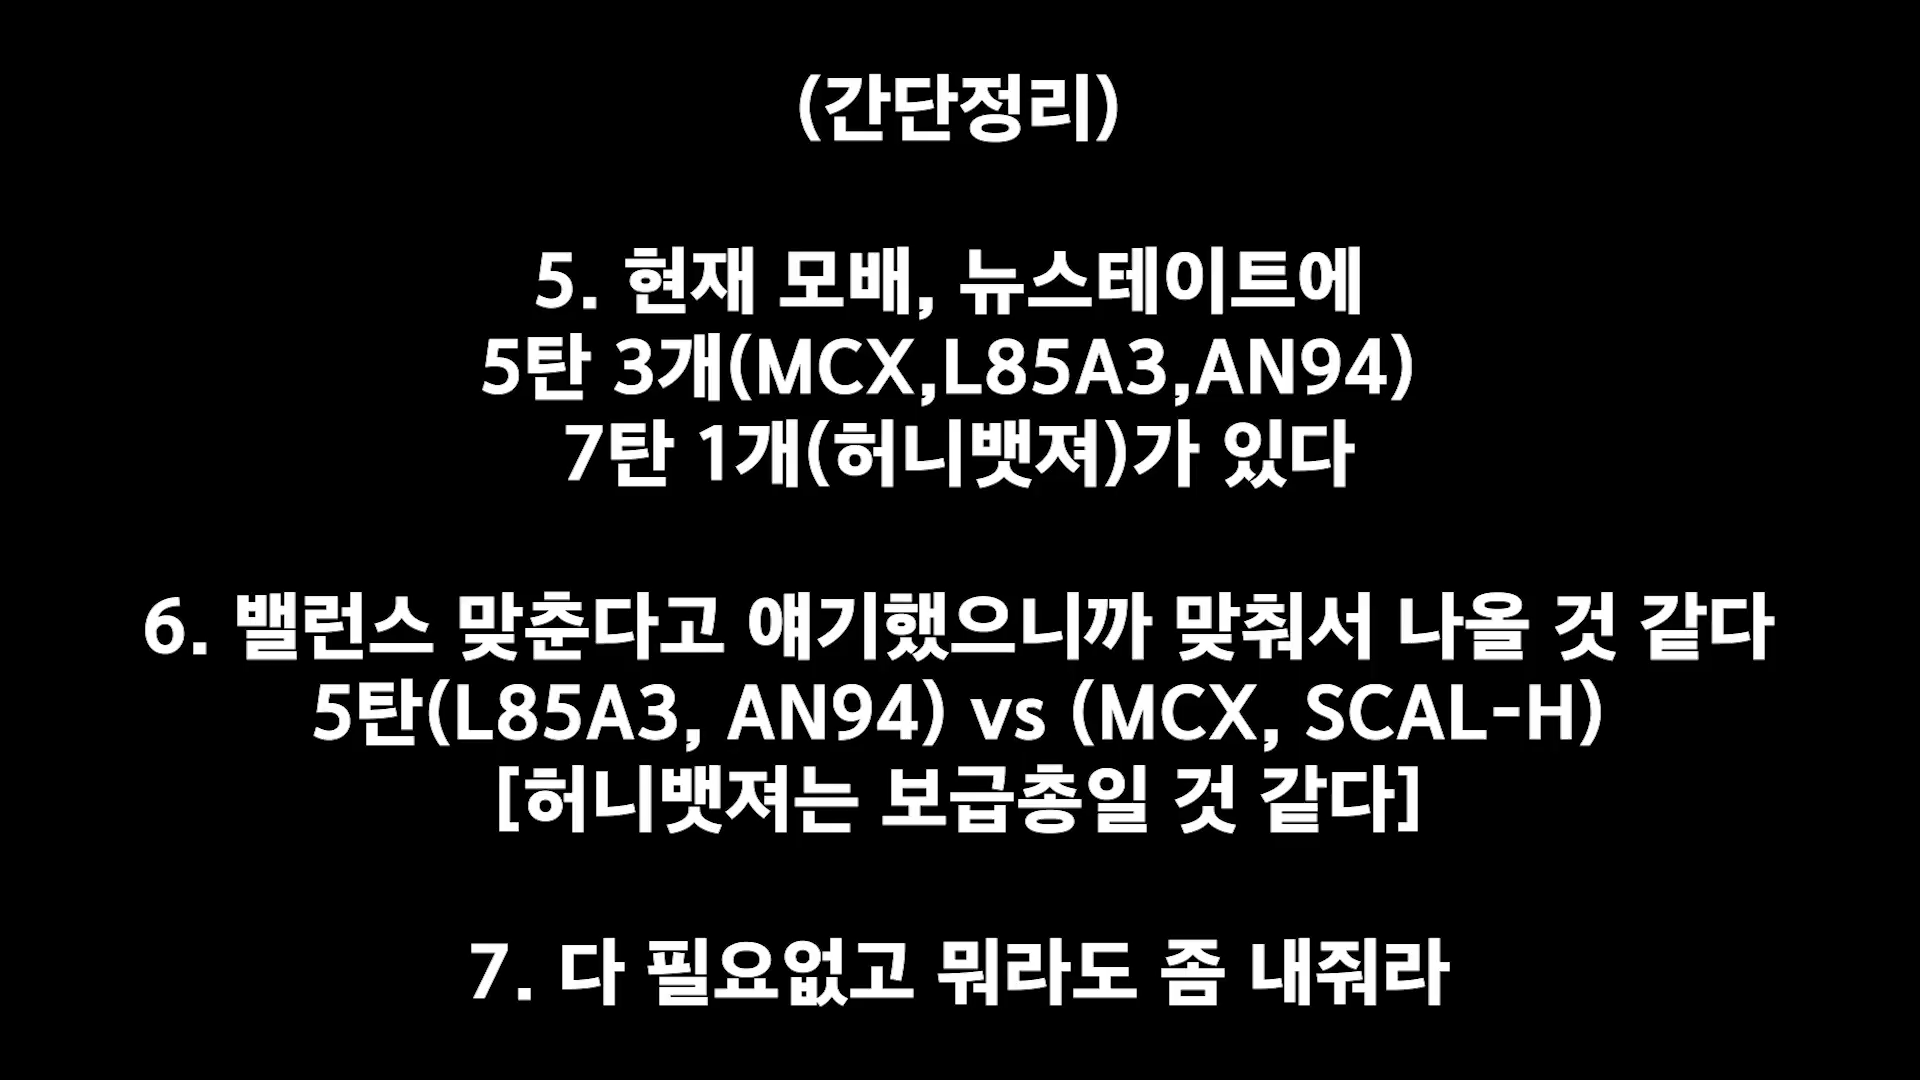 (간단정리)
5. 현재 모배, 뉴스테이트에
5탄 3개(MCX,L85A3,AN94)
7탄 1개(허니뱃져)가 있다
6. 밸런스 맞춘다고 얘기했으니까 맞춰서 나올 것 같다
5탄(L85A3, AN94) vs (MCX, SCAL-H)
[허니뱃져는 보급총일 것 같다]
7. 다 필요없고 뭐라도 좀 내줘라